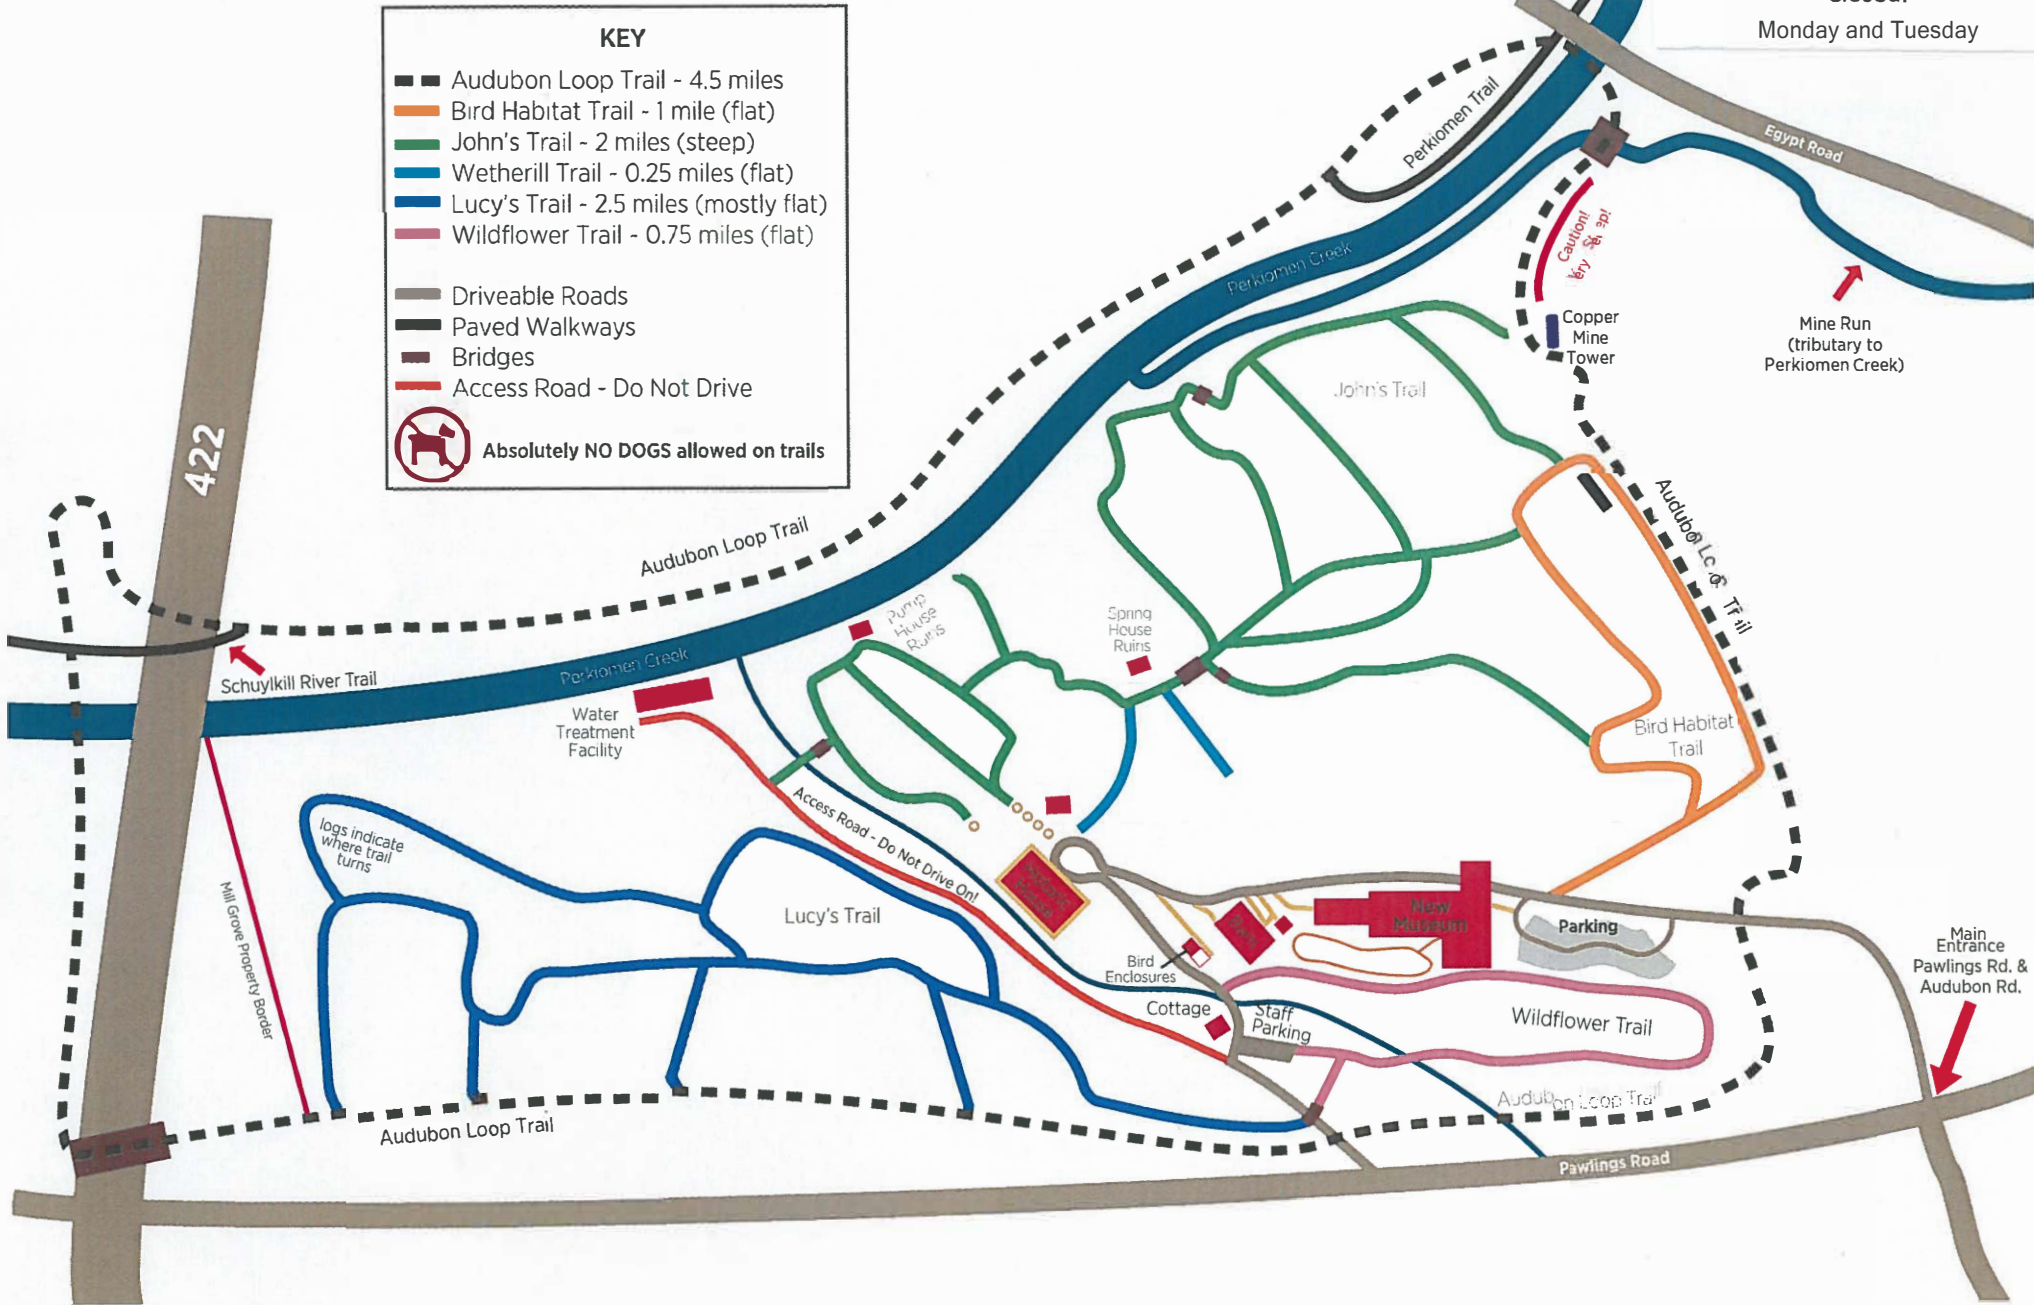 Monday and Tuesday
KEY
Audubon Loop Trail - 4.5 miles
Bird Habitat Trail - 1 mile (flat)
John's Trail - 2 miles (steep)
Wetherill Trail - 0.25 miles (flat)
Lucy's Trail - 2.5 miles (mostly flat)
Wildflower Trail - 0.75 miles (flat)
Driveable Roads
Paved Walkways
Bridges
Access Road - Do Not Drive
Absolutely NO DOGS allowed on trails
Perkiomen Trail
Egypt Road
Perkiomen Creek
Caution!
Copper
Mine
Tower
Mine Run
(tributary to
Perkiomen Creek)
John's Trail
422
Audubon Loop Trail
Audubon Loop Trail
Pump
House
Ruins
Spring
House
Ruins
Schuylkill River Trail
Perkiomen Creek
Water
Treatment
Facility
Bird Habitat
Trail
Access Road - Do Not Drive On!
logs indicate
where trail
turns
Mill Grove Property Border
Lucy's Trail
Historic
House
Barn
New
Museum
Parking
Main
Entrance
Pawlings Rd. &
Audubon Rd.
Bird
Enclosures
Cottage
Staff
Parking
Wildflower Trail
Audubon Loop Trail
Audubon Loop Trail
Pawlings Road